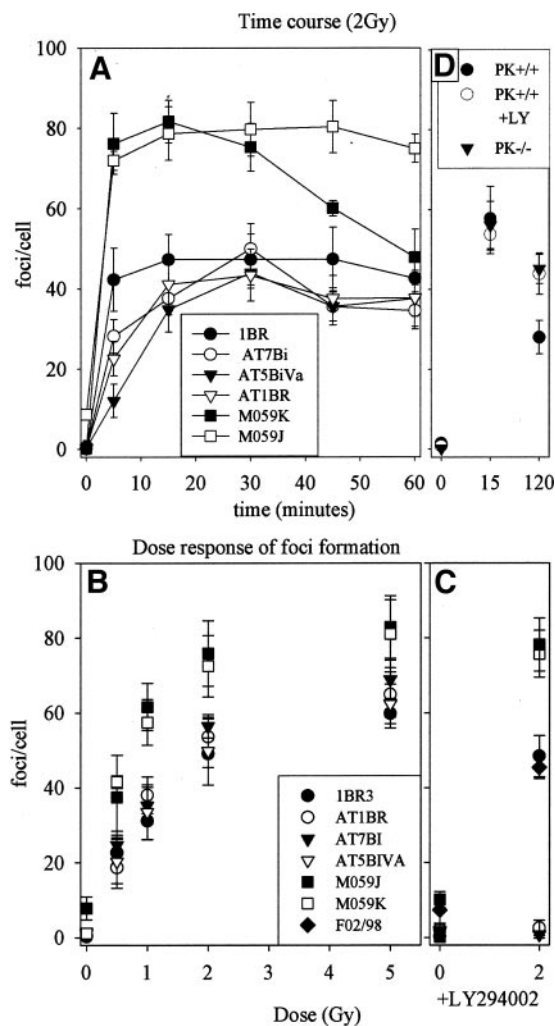 Time course (2Gy)
A
D
foci/cell
100
80
60
40
20
0
PK+/+
PK+/+
+LY
PK-/-
1BR
AT7Bi
AT5BiVa
AT1BR
M059K
M059J
0 10 20 30 40 50 60
time (minutes)
0 15 120
Dose response of foci formation
B
C
foci/cell
100
80
60
40
20
0
1BR3
AT1BR
AT7BI
AT5BIVA
M059J
M059K
F02/98
0 1 2 5
Dose (Gy)
0 2
+LY294002